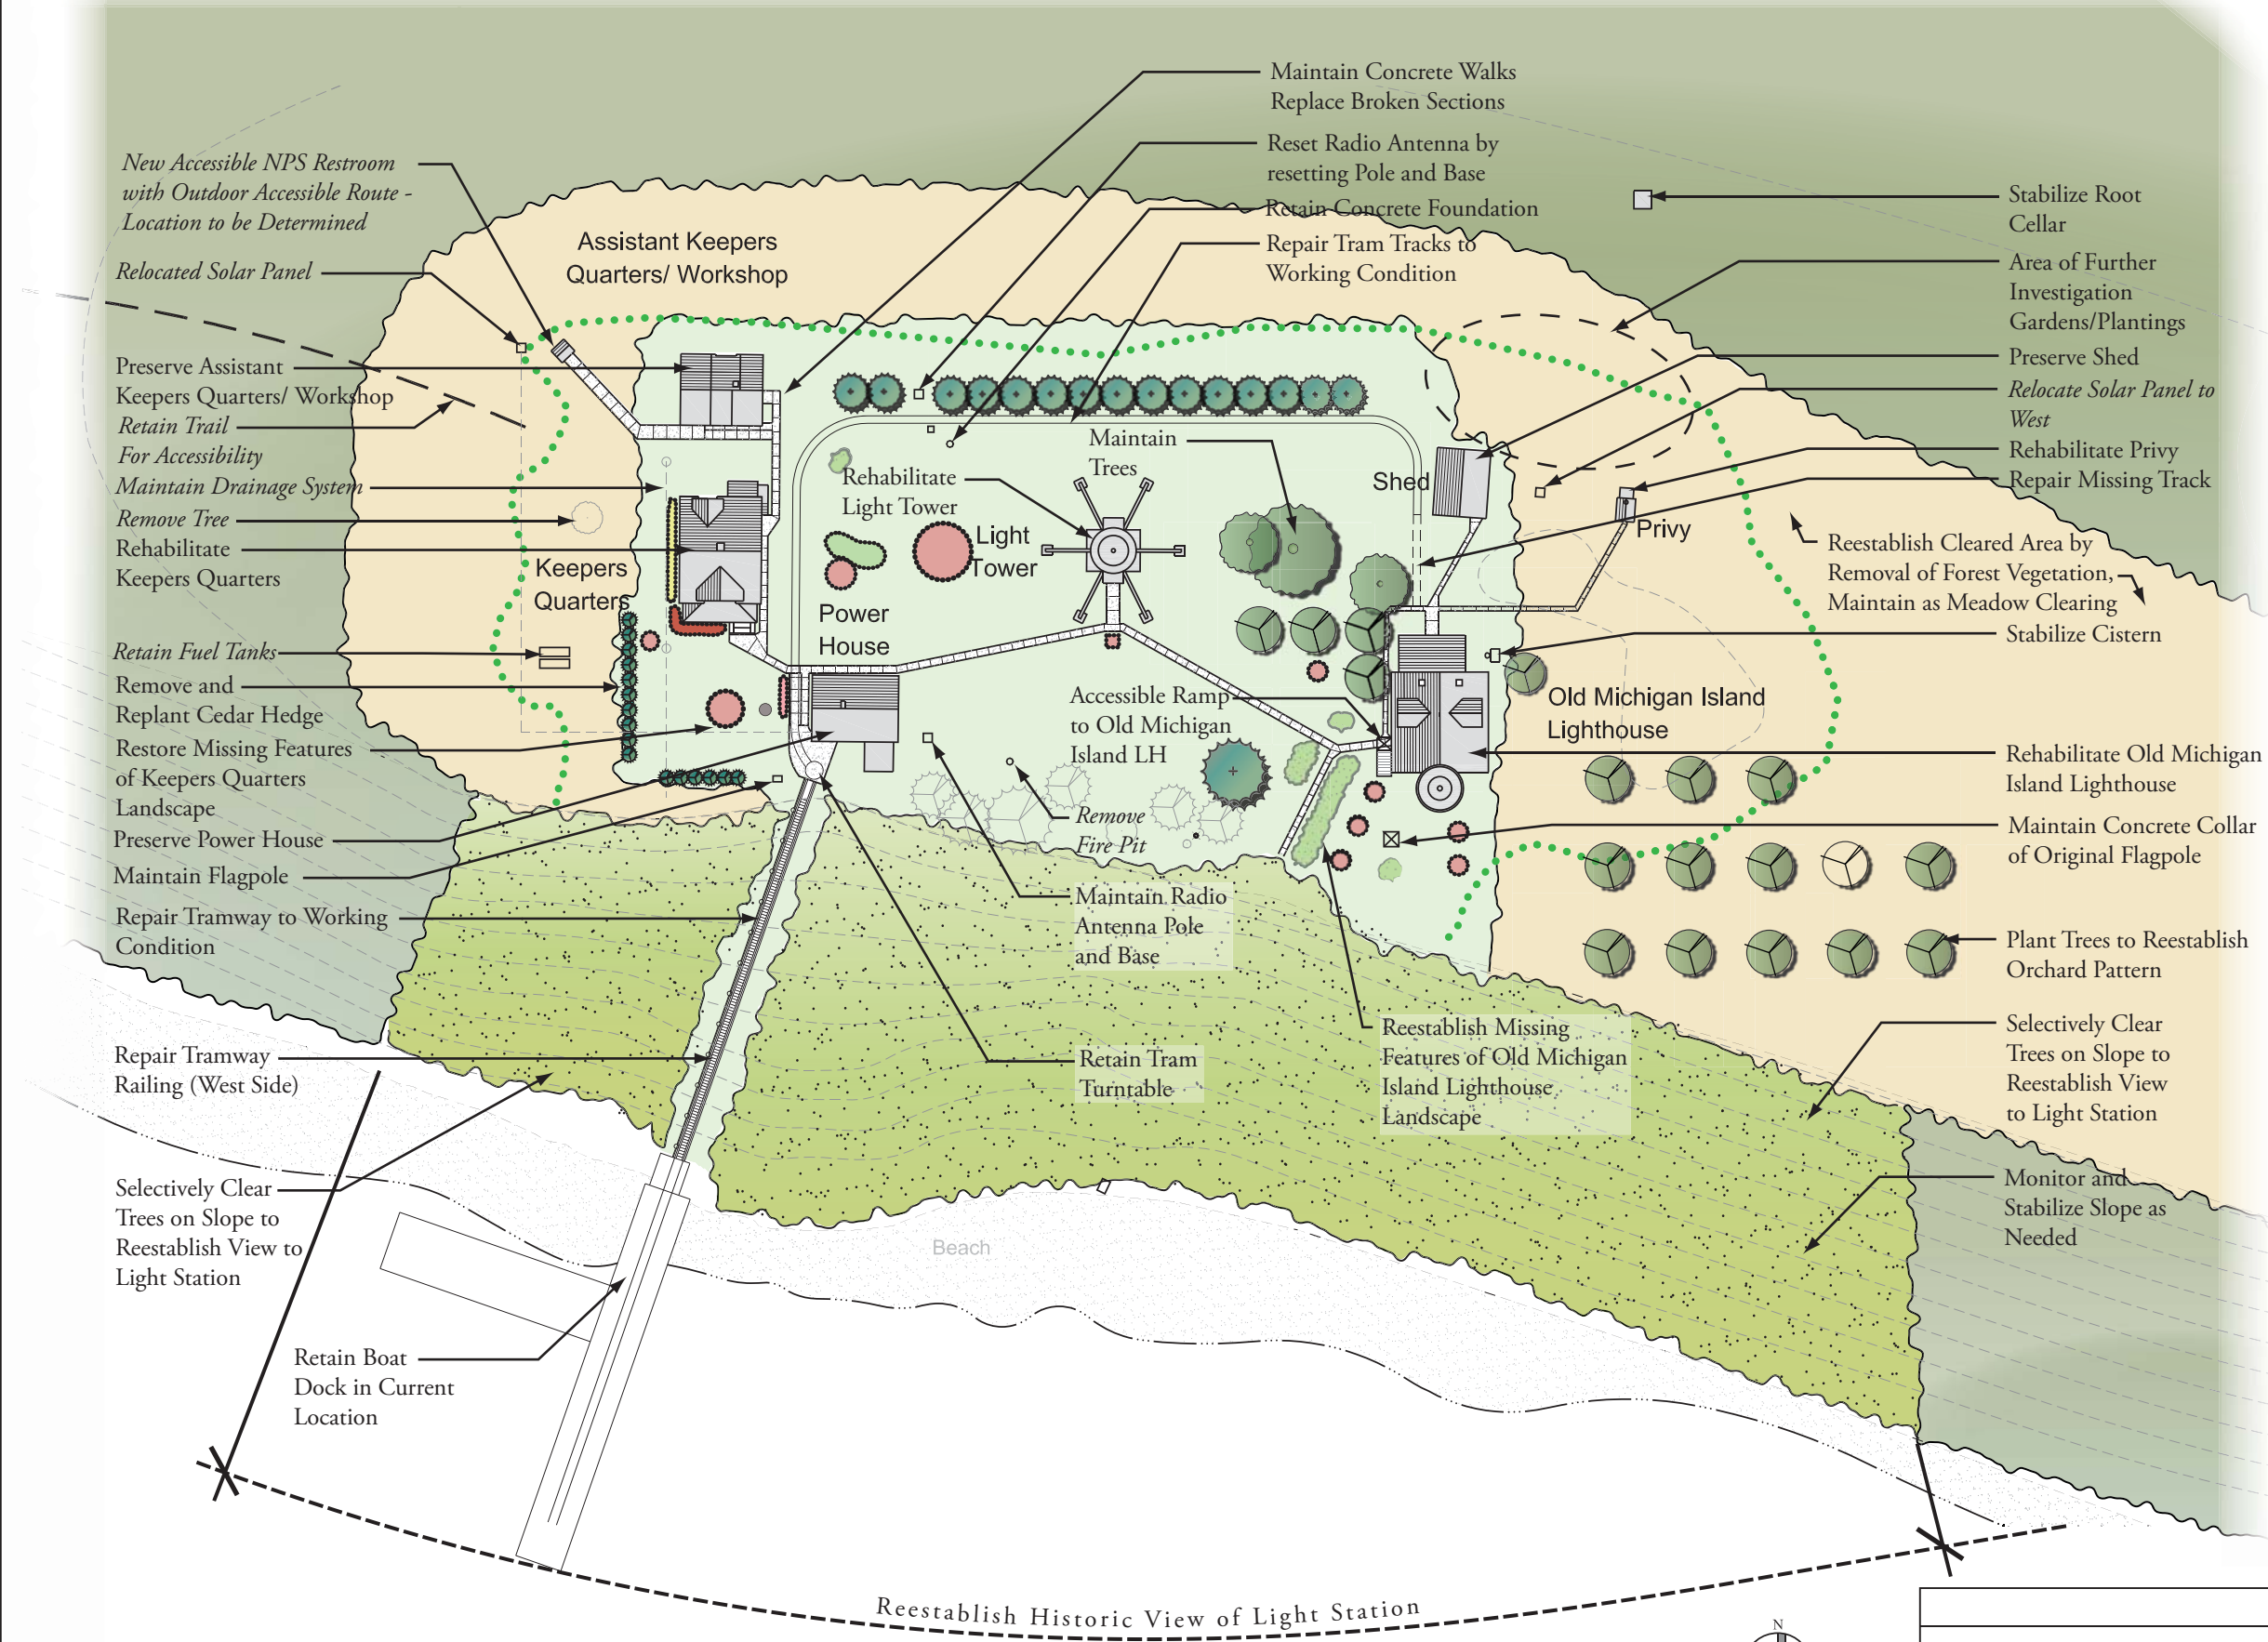 Maintain Concrete Walks
Replace Broken Sections
Reset Radio Antenna by
resetting Pole and Base
Retain Concrete Foundation
Repair Tram Tracks to
Working Condition
New Accessible NPS Restroom
with Outdoor Accessible Route -
Location to be Determined
Relocated Solar Panel
Assistant Keepers
Quarters/ Workshop
Preserve Assistant
Keepers Quarters/ Workshop
Retain Trail
For Accessibility
Maintain Drainage System
Remove Tree
Rehabilitate
Keepers Quarters
Keepers
Quarters
Retain Fuel Tanks
Remove and
Replant Cedar Hedge
Restore Missing Features
of Keepers Quarters
Landscape
Preserve Power House
Maintain Flagpole
Repair Tramway to Working
Condition
Repair Tramway
Railing (West Side)
Selectively Clear
Trees on Slope to
Reestablish View to
Light Station
Retain Boat
Dock in Current
Location
Rehabilitate
Light Tower
Maintain
Trees
Light
Tower
Power
House
Shed
Privy
Accessible Ramp
to Old Michigan
Island LH
Remove
Fire Pit
Maintain Radio
Antenna Pole
and Base
Retain Tram
Turntable
Reestablish Missing
Features of Old Michigan
Island Lighthouse
Landscape
Beach
Stabilize Root
Cellar
Area of Further
Investigation
Gardens/Plantings
Preserve Shed
Relocate Solar Panel to
West
Rehabilitate Privy
Repair Missing Track
Reestablish Cleared Area by
Removal of Forest Vegetation,
Maintain as Meadow Clearing
Stabilize Cistern
Old Michigan Island
Lighthouse
Rehabilitate Old Michigan
Island Lighthouse
Maintain Concrete Collar
of Original Flagpole
Plant Trees to Reestablish
Orchard Pattern
Selectively Clear
Trees on Slope to
Reestablish View
to Light Station
Monitor and
Stabilize Slope as
Needed
Reestablish Historic View of Light Station
N